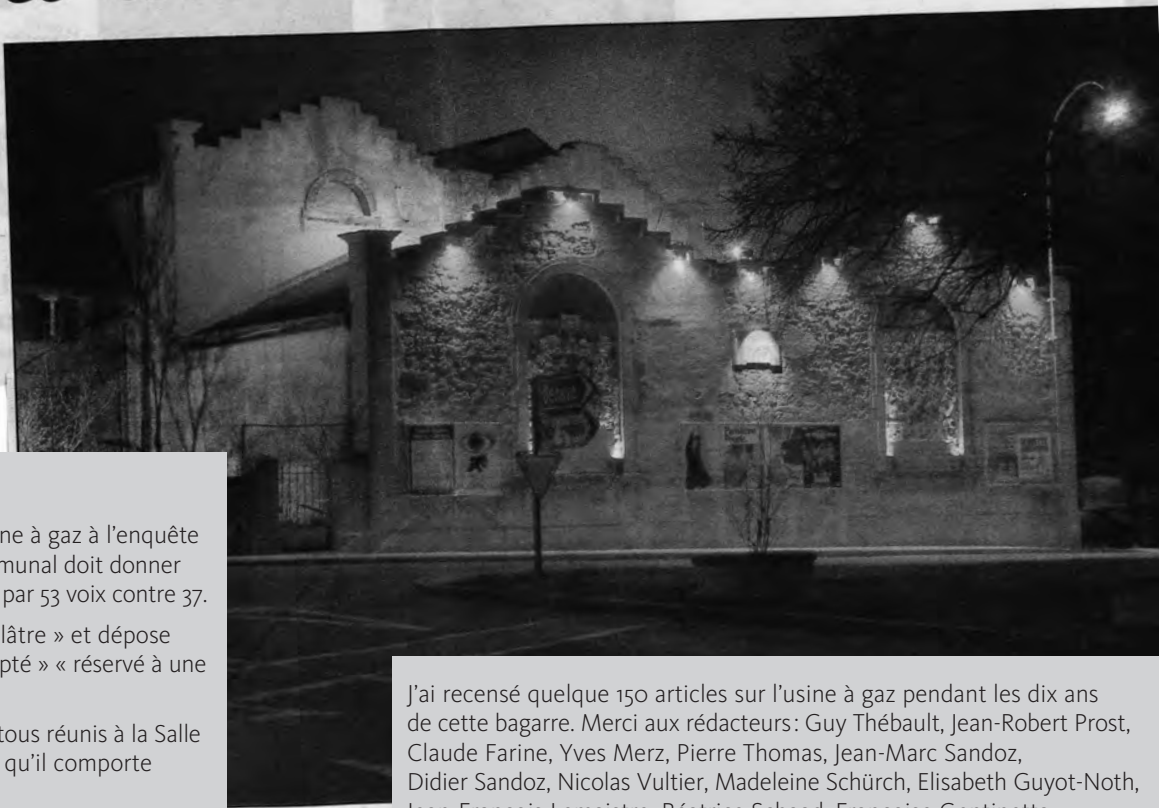 ne à gaz à l'enquête
munal doit donner
par 53 voix contre 37.
lâtre » et dépose
pté » « réservé à une
tous réunis à la Salle
qu'il comporte
J'ai recensé quelque 150 articles sur l'usine à gaz pendant les dix ans
de cette bagarre. Merci aux rédacteurs : Guy Thébault, Jean-Robert Prost,
Claude Farine, Yves Merz, Pierre Thomas, Jean-Marc Sandoz,
Didier Sandoz, Nicolas Vultier, Madeleine Schürch, Elisabeth Guyot-Noth,